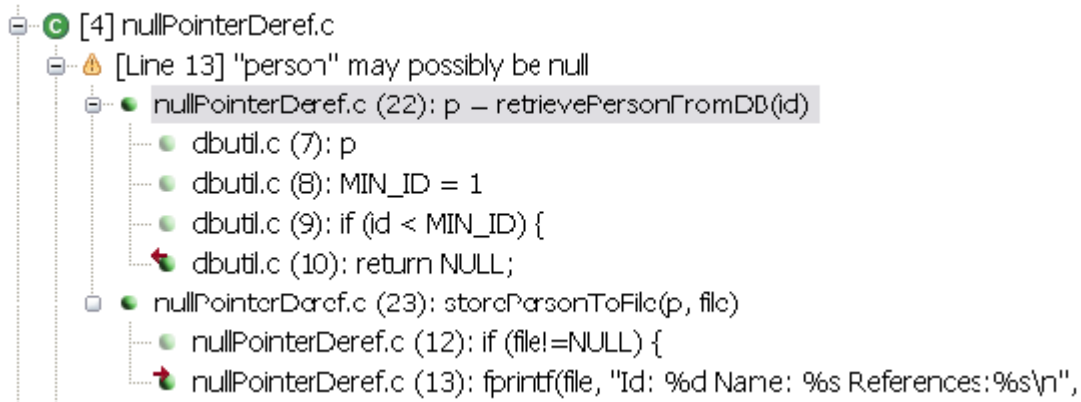 [4] nullPointerDeref.c
[Line 13] "person" may possibly be null
nullPointerDeref.c (22): p = retrievePersonFromDB(id)
dbutil.c (7): p
dbutil.c (8): MIN_ID = 1
dbutil.c (9): if (id < MIN_ID) {
dbutil.c (10): return NULL;
nullPointerDeref.c (23): storePersonToFile(p, file)
nullPointerDeref.c (12): if (file!=NULL) {
nullPointerDeref.c (13): fprintf(file, "Id: %d Name: %s References:%s\n",